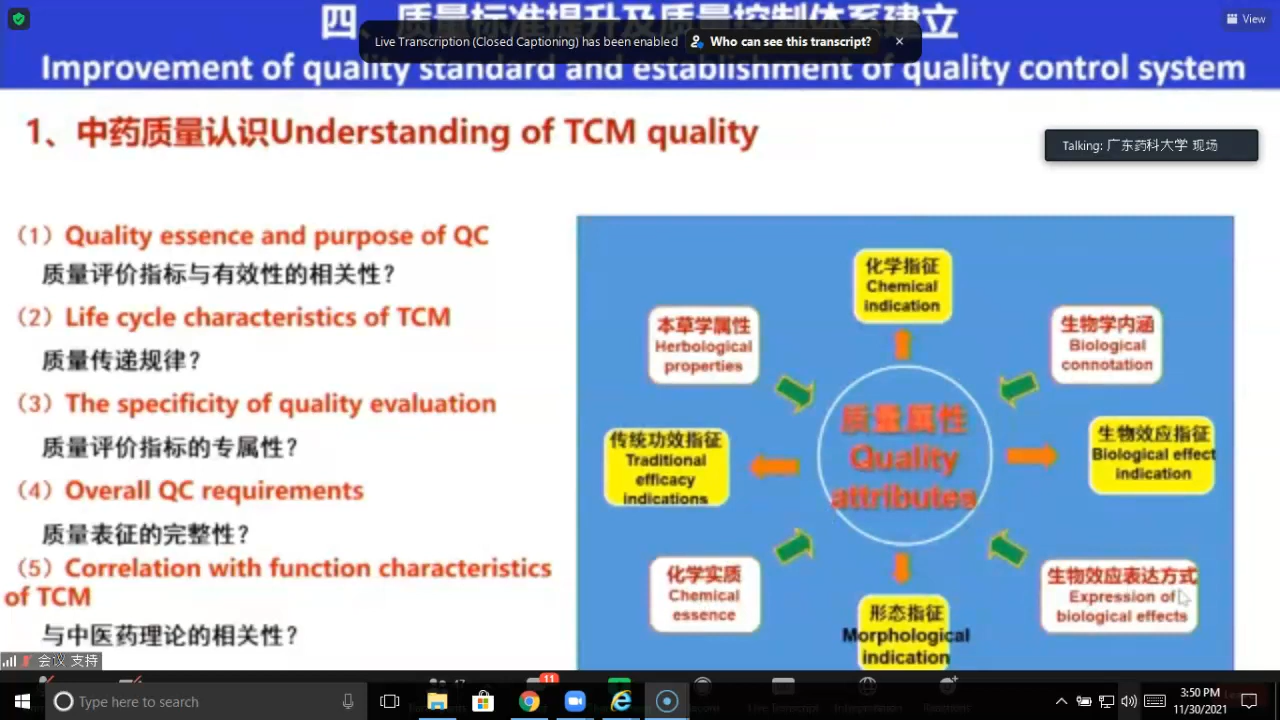 四、质量标准提升及质量控制体系建立
Improvement of quality standard and establishment of quality control system
Live Transcription (Closed Captioning) has been enabled
Who can see this transcript?
×
View
1、中药质量认识Understanding of TCM quality
Talking: 广东药科大学 现场
（1）Quality essence and purpose of QC
质量评价指标与有效性的相关性?
（2）Life cycle characteristics of TCM
质量传递规律?
（3）The specificity of quality evaluation
质量评价指标的专属性?
（4）Overall QC requirements
质量表征的完整性?
（5）Correlation with function characteristics
of TCM
与中医药理论的相关性?
化学指征
Chemical
indication
本草学属性
Herbological
properties
生物学内涵
Biological
connotation
传统功效指征
Traditional
efficacy
indications
质量属性
Quality
attributes
生物效应指征
Biological effect
indication
化学实质
Chemical
essence
形态指征
Morphological
indication
生物效应表达方式
Expression of
biological effects
会议 支持
47
11
Live Transcript
Interpretation
Reactions
Type here to search
3:50 PM
11/30/2021